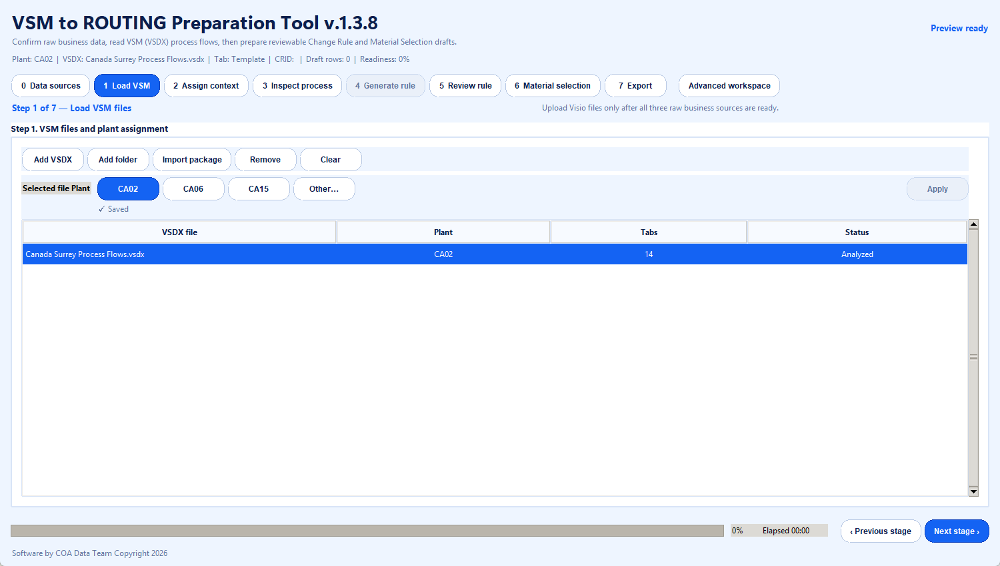 VSM to ROUTING Preparation Tool v.1.3.8
Preview ready
Confirm raw business data, read VSM (VSDX) process flows, then prepare reviewable Change Rule and Material Selection drafts.
Plant: CA02 | VSDX: Canada Surrey Process Flows.vsdx | Tab: Template | CRID: | Draft rows: 0 | Readiness: 0%
0 Data sources 1 Load VSM 2 Assign context 3 Inspect process 4 Generate rule 5 Review rule 6 Material selection 7 Export Advanced workspace
Step 1 of 7 — Load VSM files Upload Visio files only after all three raw business sources are ready.
Step 1. VSM files and plant assignment
Add VSDX Add folder Import package Remove Clear
Selected file Plant CA02 CA06 CA15 Other... Apply
✓ Saved
VSDX file Plant Tabs Status
Canada Surrey Process Flows.vsdx CA02 14 Analyzed
0% Elapsed 00:00 ‹ Previous stage Next stage ›
Software by COA Data Team Copyright 2026